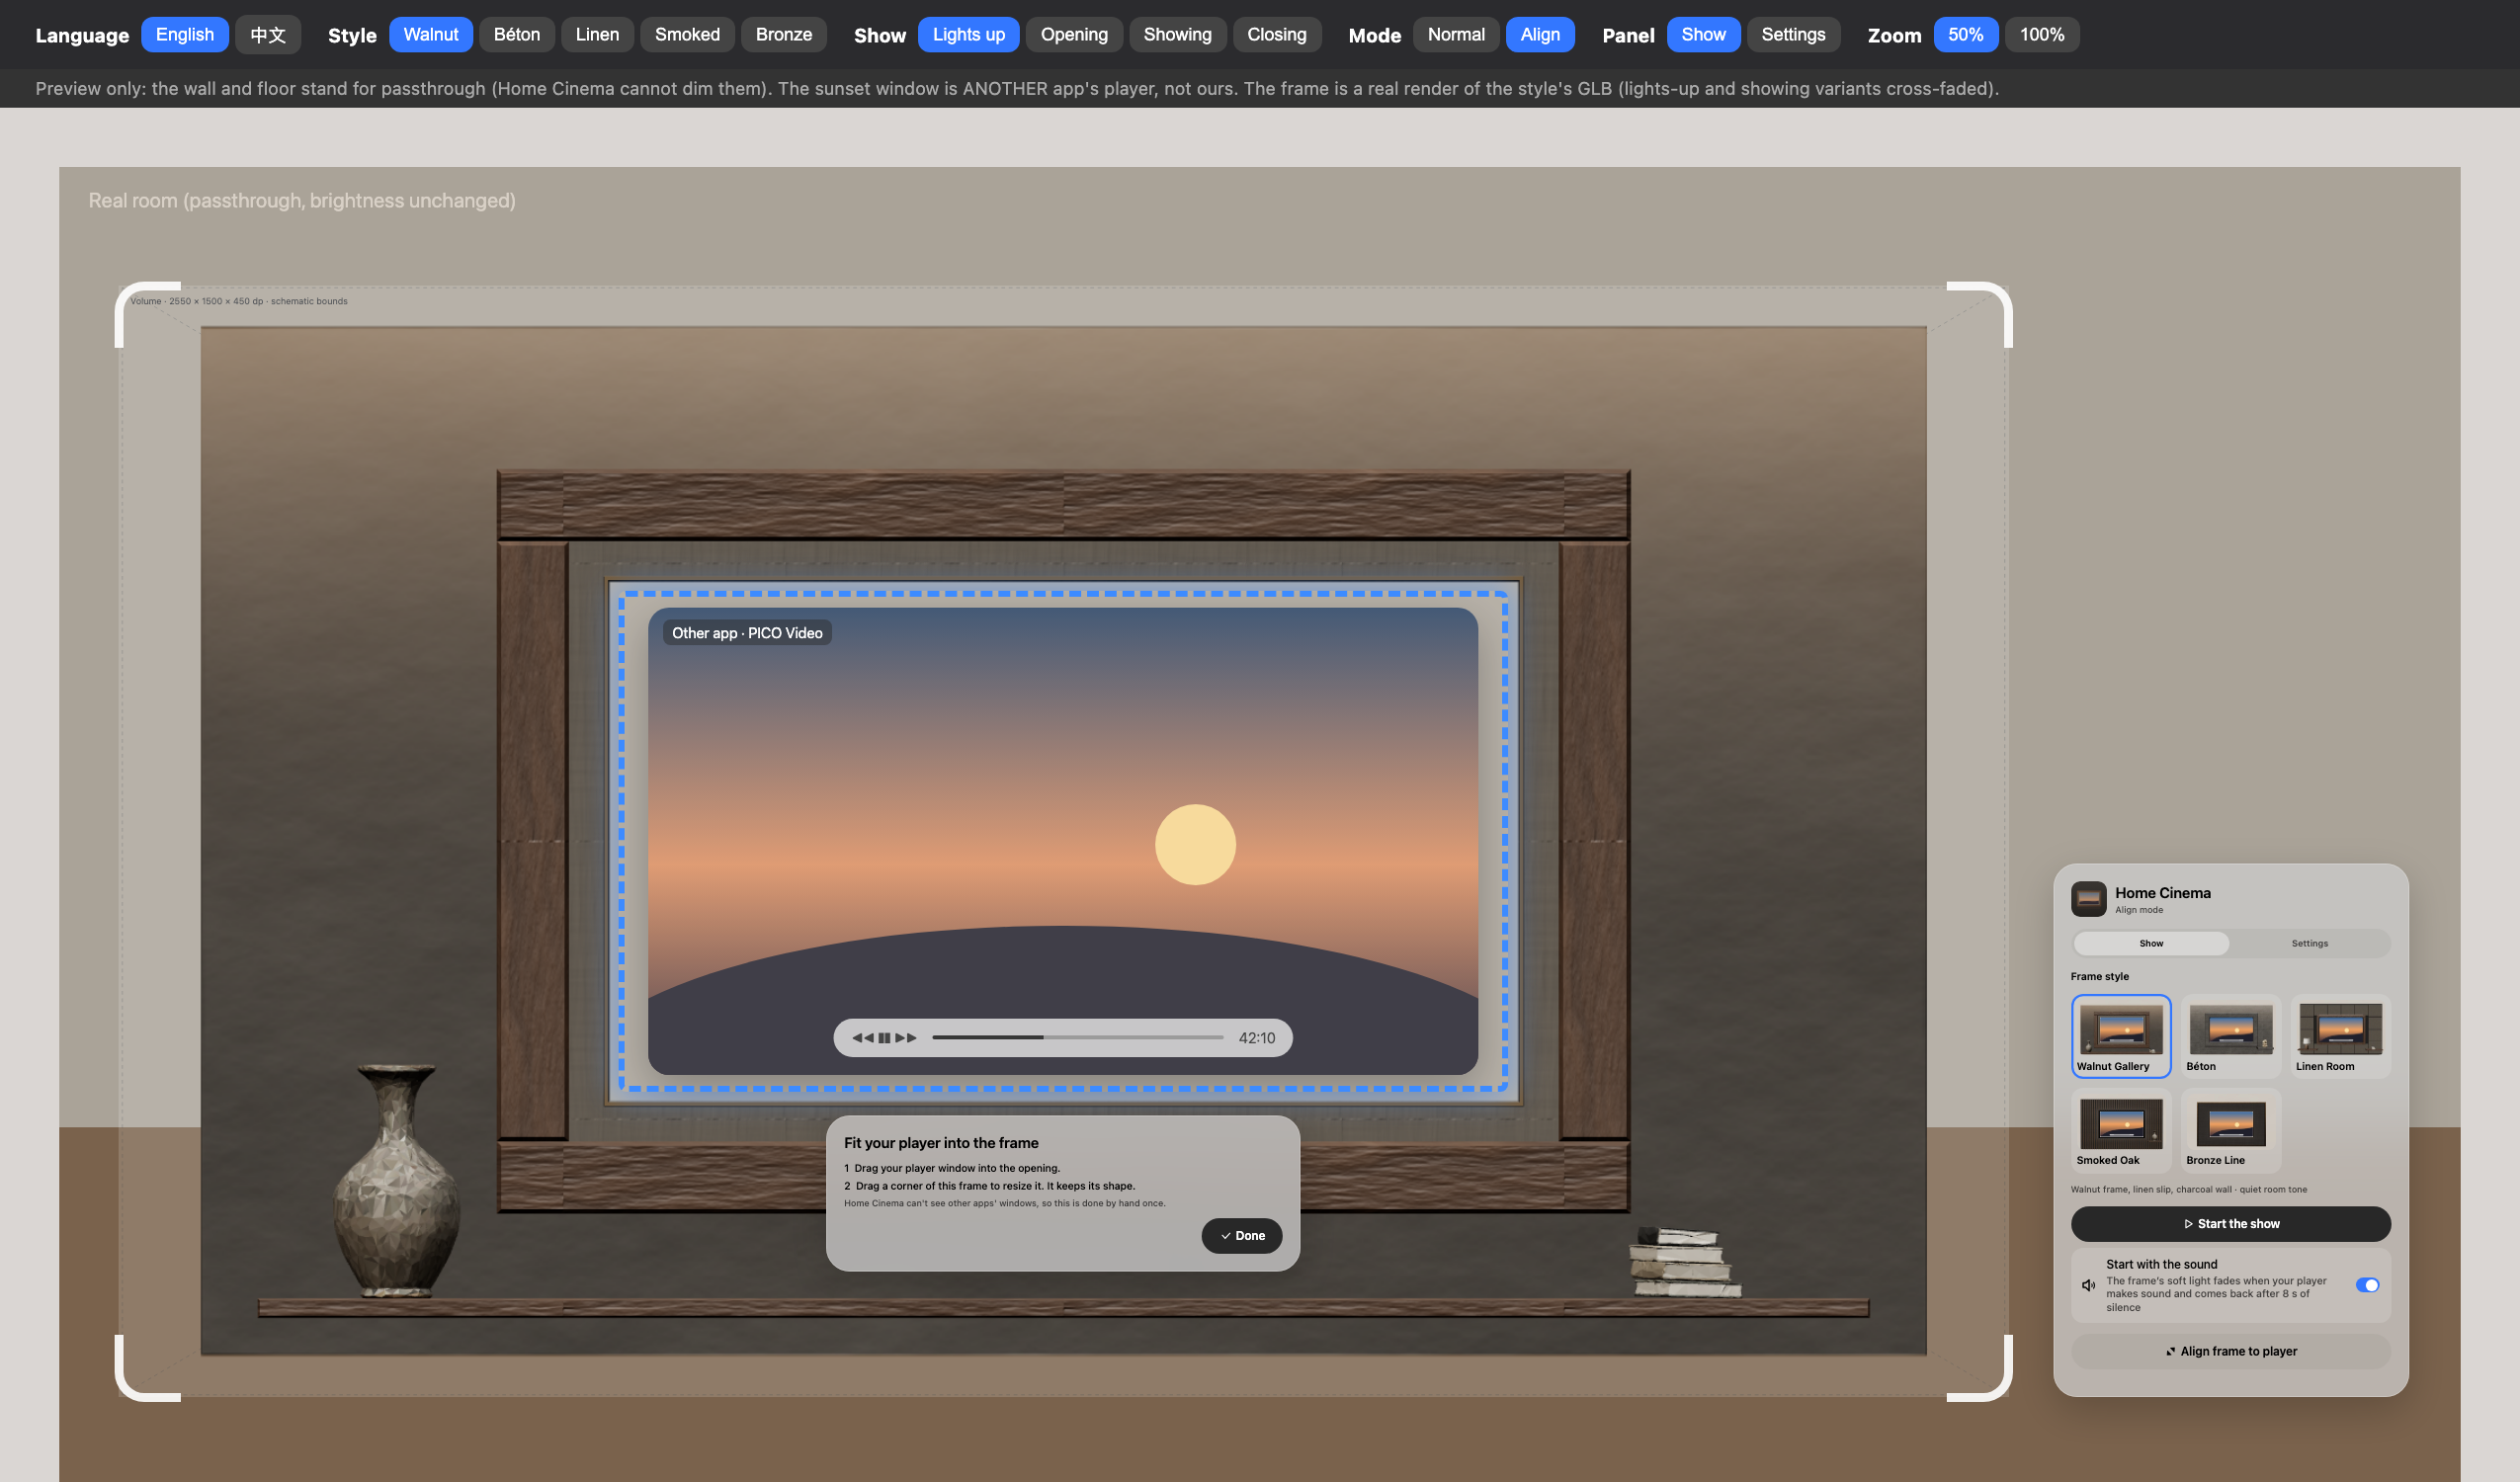 Language English 中文 Style Walnut Béton Linen Smoked Bronze Show Lights up Opening Showing Closing Mode Normal Align Panel Show Settings Zoom 50% 100%
Preview only: the wall and floor stand for passthrough (Home Cinema cannot dim them). The sunset window is ANOTHER app's player, not ours. The frame is a real render of the style's GLB (lights-up and showing variants cross-faded).
Real room (passthrough, brightness unchanged)
Volume · 2550 × 1500 × 450 dp · schematic bounds
Other app · PICO Video
42:10
Fit your player into the frame
1 Drag your player window into the opening.
2 Drag a corner of this frame to resize it. It keeps its shape.
Home Cinema can't see other apps' windows, so this is done by hand once.
Done
Home Cinema
Align mode
Show Settings
Frame style
Walnut Gallery Béton Linen Room
Smoked Oak Bronze Line
Walnut frame, linen slip, charcoal wall · quiet room tone
Start the show
Start with the sound
The frame's soft light fades when your player
makes sound and comes back after 8 s of
silence
Align frame to player